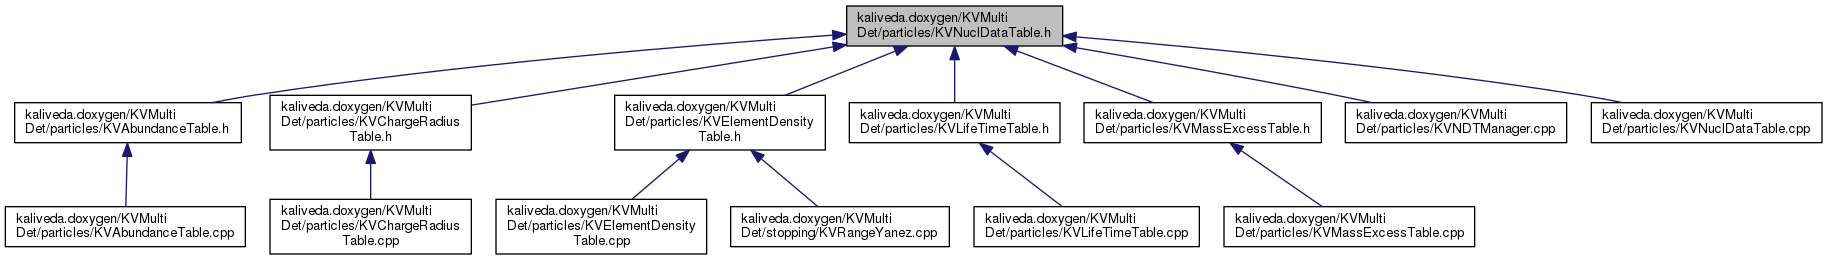 kaliveda.doxygen/KVMulti
Det/particles/KVNuclDataTable.h
kaliveda.doxygen/KVMulti
Det/particles/KVAbundanceTable.h
kaliveda.doxygen/KVMulti
Det/particles/KVChargeRadius
Table.h
kaliveda.doxygen/KVMulti
Det/particles/KVElementDensity
Table.h
kaliveda.doxygen/KVMulti
Det/particles/KVLifeTimeTable.h
kaliveda.doxygen/KVMulti
Det/particles/KVMassExcessTable.h
kaliveda.doxygen/KVMulti
Det/particles/KVNDTManager.cpp
kaliveda.doxygen/KVMulti
Det/particles/KVNuclDataTable.cpp
kaliveda.doxygen/KVMulti
Det/particles/KVAbundanceTable.cpp
kaliveda.doxygen/KVMulti
Det/particles/KVChargeRadius
Table.cpp
kaliveda.doxygen/KVMulti
Det/particles/KVElementDensity
Table.cpp
kaliveda.doxygen/KVMulti
Det/stopping/KVRangeYanez.cpp
kaliveda.doxygen/KVMulti
Det/particles/KVLifeTimeTable.cpp
kaliveda.doxygen/KVMulti
Det/particles/KVMassExcessTable.cpp